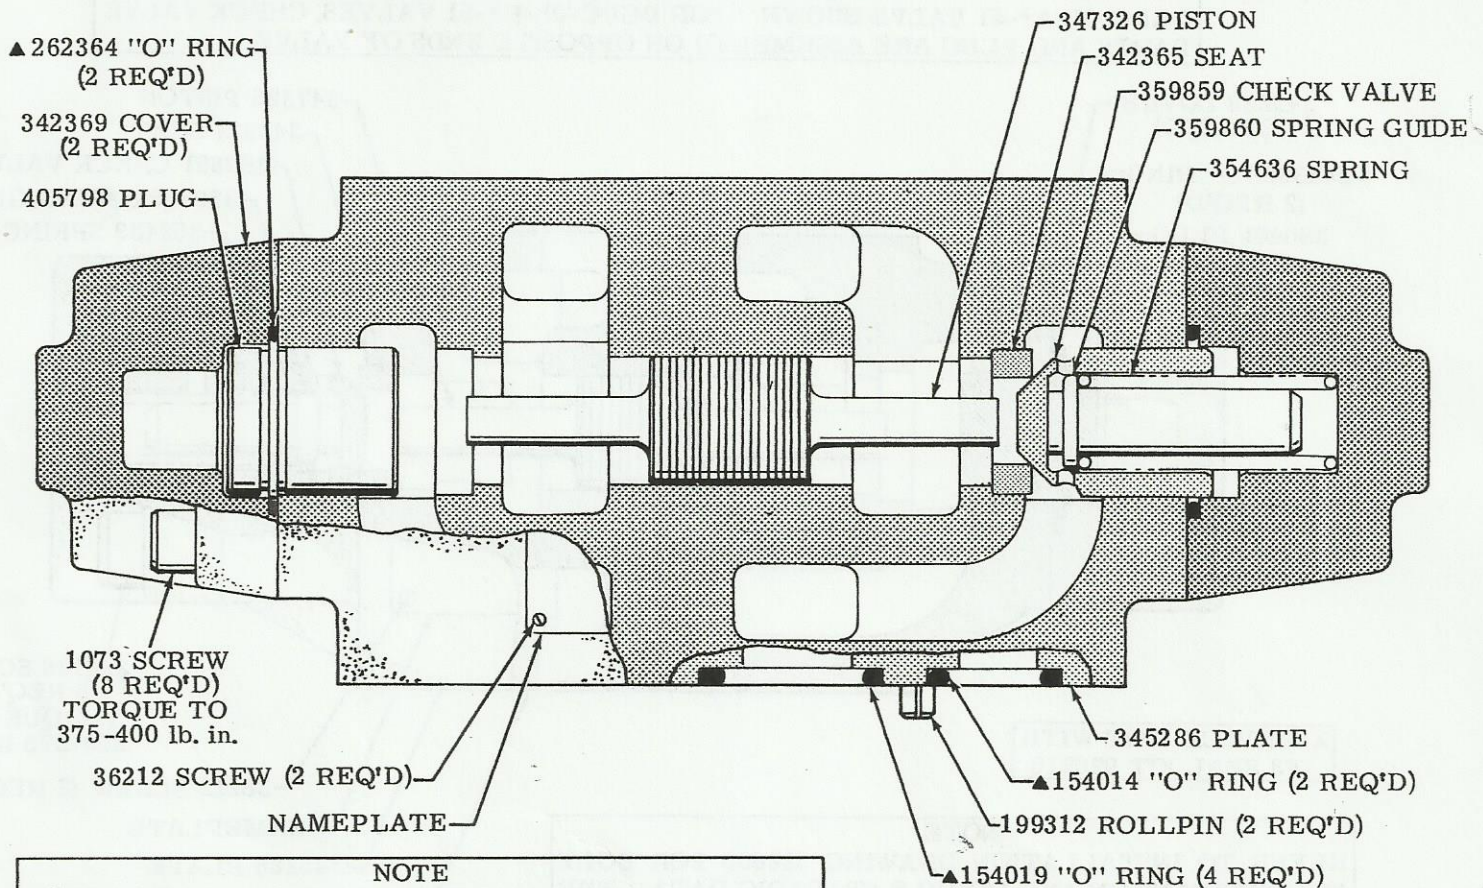 ▲ 262364 "O" RING
(2 REQ'D)
342369 COVER
(2 REQ'D)
405798 PLUG
347326 PISTON
342365 SEAT
359859 CHECK VALVE
359860 SPRING GUIDE
354636 SPRING
1073 SCREW
(8 REQ'D)
TORQUE TO
375-400 lb. in.
36212 SCREW (2 REQ'D)
NAMEPLATE
345286 PLATE
▲154014 "O" RING (2 REQ'D)
199312 ROLLPIN (2 REQ'D)
▲154019 "O" RING (4 REQ'D)
NOTE